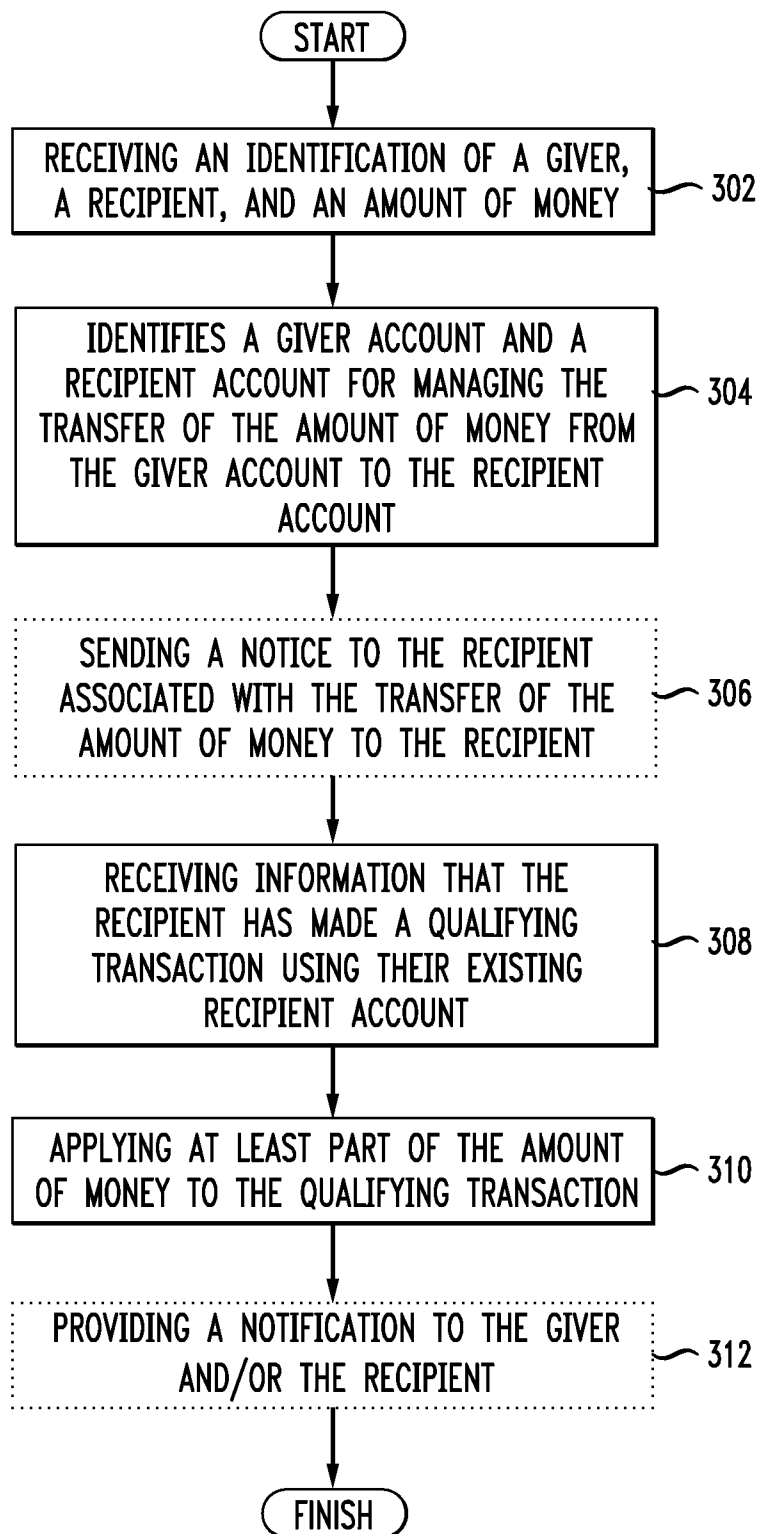 START
RECEIVING AN IDENTIFICATION OF A GIVER,
A RECIPIENT, AND AN AMOUNT OF MONEY
302
IDENTIFIES A GIVER ACCOUNT AND A
RECIPIENT ACCOUNT FOR MANAGING THE
TRANSFER OF THE AMOUNT OF MONEY FROM
THE GIVER ACCOUNT TO THE RECIPIENT
ACCOUNT
304
SENDING A NOTICE TO THE RECIPIENT
ASSOCIATED WITH THE TRANSFER OF THE
AMOUNT OF MONEY TO THE RECIPIENT
306
RECEIVING INFORMATION THAT THE
RECIPIENT HAS MADE A QUALIFYING
TRANSACTION USING THEIR EXISTING
RECIPIENT ACCOUNT
308
APPLYING AT LEAST PART OF THE AMOUNT
OF MONEY TO THE QUALIFYING TRANSACTION
310
PROVIDING A NOTIFICATION TO THE GIVER
AND/OR THE RECIPIENT
312
FINISH